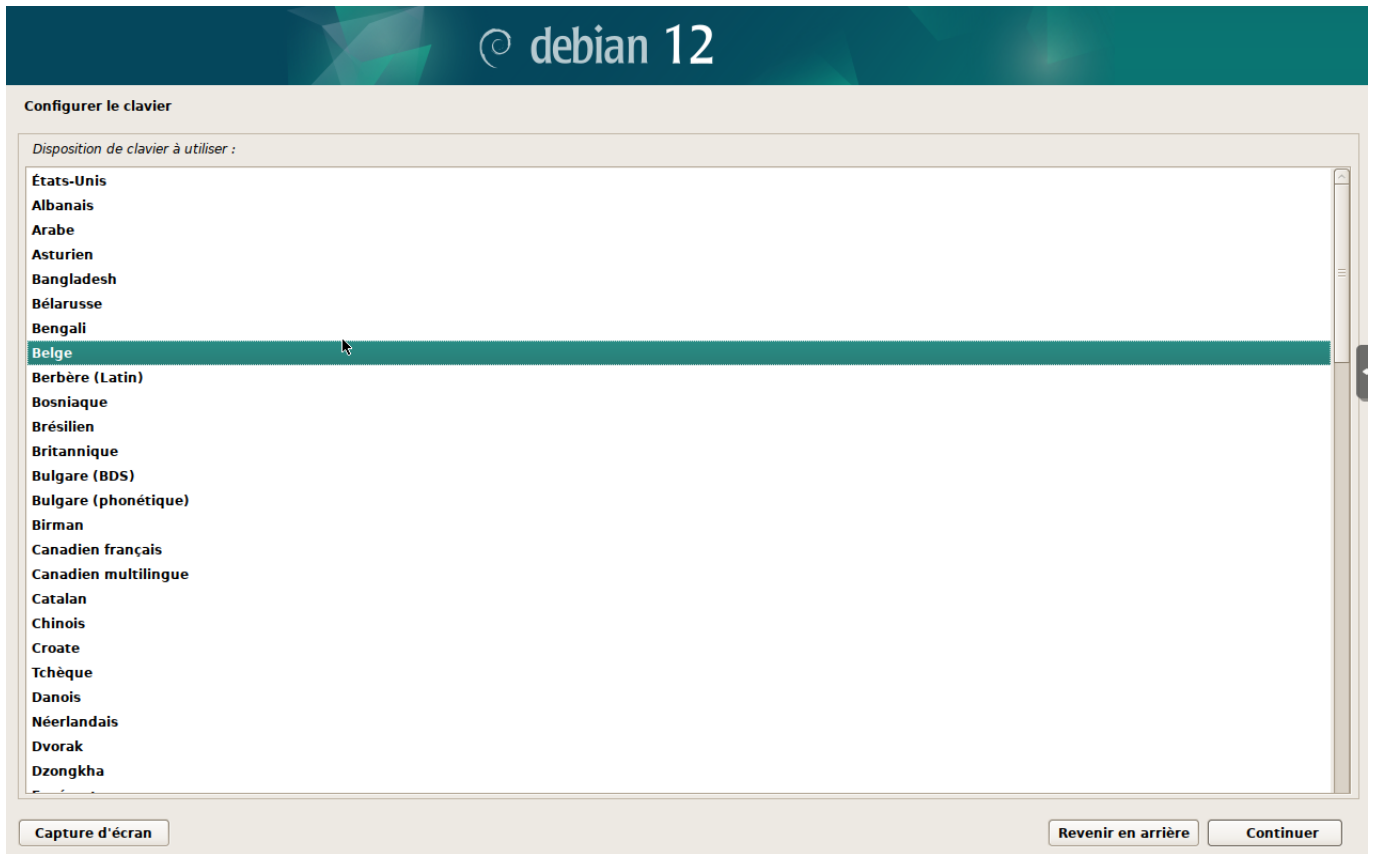 debian 12
Configurer le clavier
Disposition de clavier à utiliser :
États-Unis
Albanais
Arabe
Asturien
Bangladesh
Bélarusse
Bengali
Belge
Berbère (Latin)
Bosniaque
Brésilien
Britannique
Bulgare (BDS)
Bulgare (phonétique)
Birman
Canadien français
Canadien multilingue
Catalan
Chinois
Croate
Tchèque
Danois
Néerlandais
Dvorak
Dzongkha
Capture d'écran
Revenir en arrière
Continuer